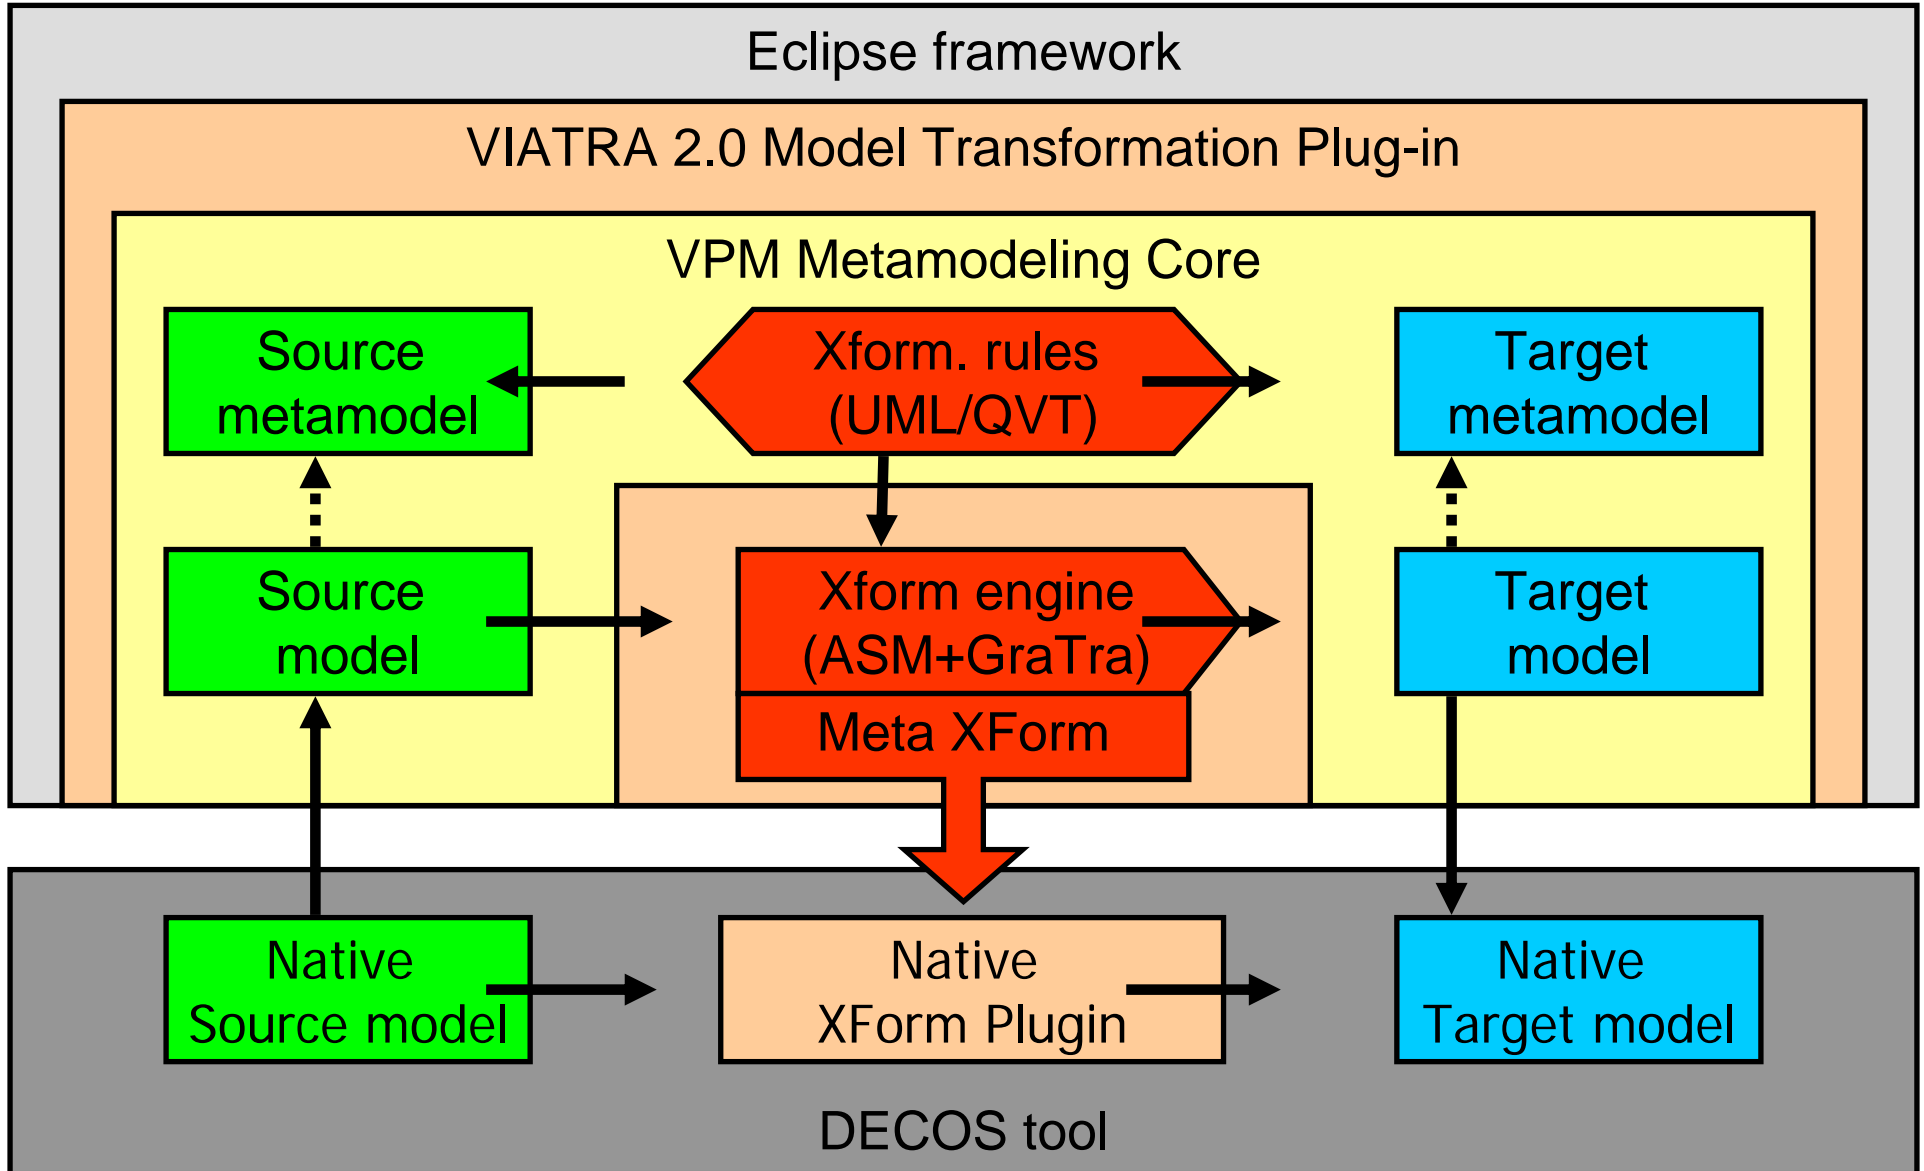 Eclipse framework
VIATRA 2.0 Model Transformation Plug-in
VPM Metamodeling Core
Source
metamodel
Xform. rules
(UML/QVT)
Target
metamodel
Source
model
Xform engine
(ASM+GraTra)
Meta XForm
Target
model
Native
Source model
Native
XForm Plugin
Native
Target model
DECOS tool